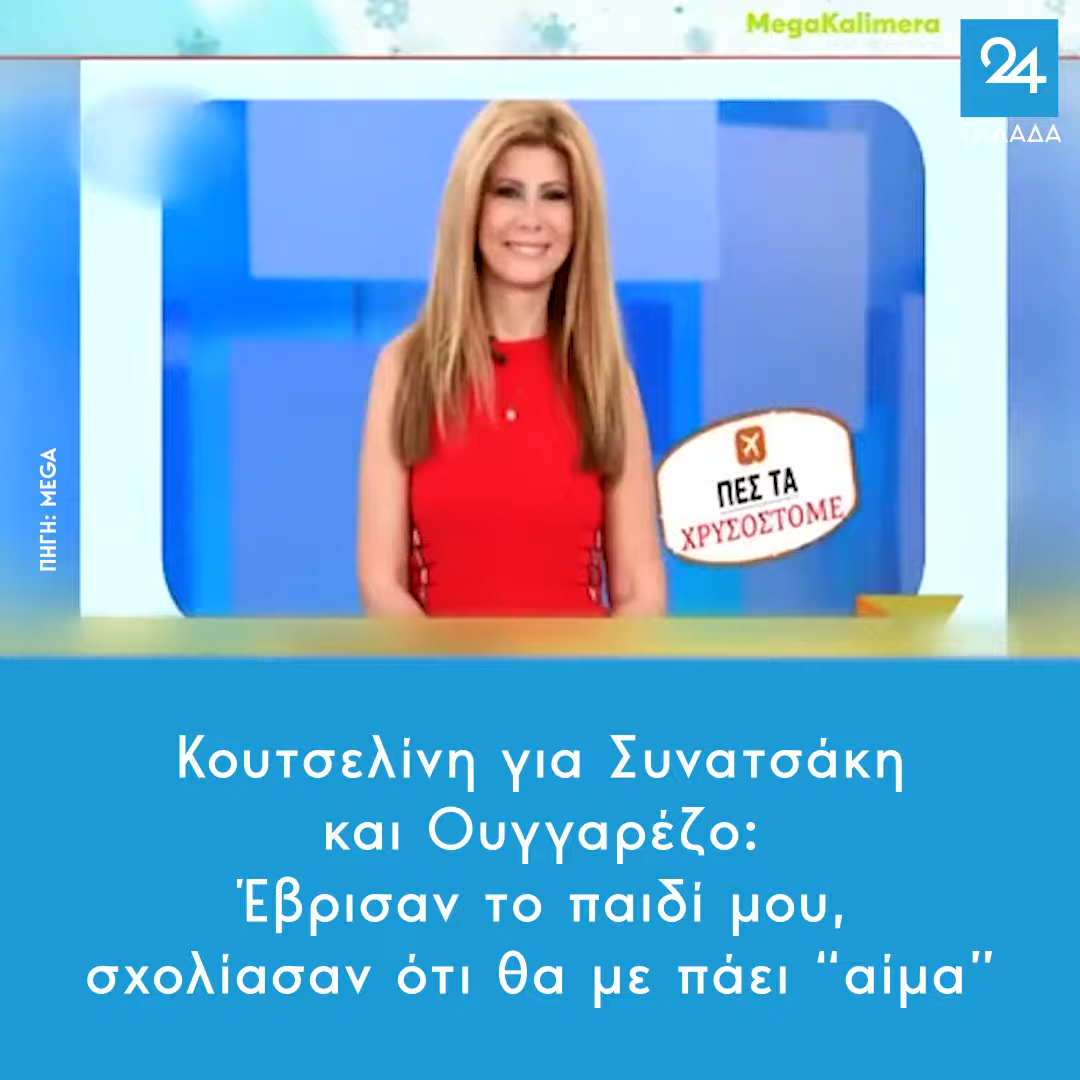 MegaKalimera
24
ΕΛΛΑΔΑ
ΠΗΓΗ: MEGA
ΠΕΣ ΤΑ
ΧΡΥΣΟΣΤΟΜΕ
Κουτσελίνη για Συνατσάκη
και Ουγγαρέζο:
Έβρισαν το παιδί μου,
σχολίασαν ότι θα με πάει “αίμα”